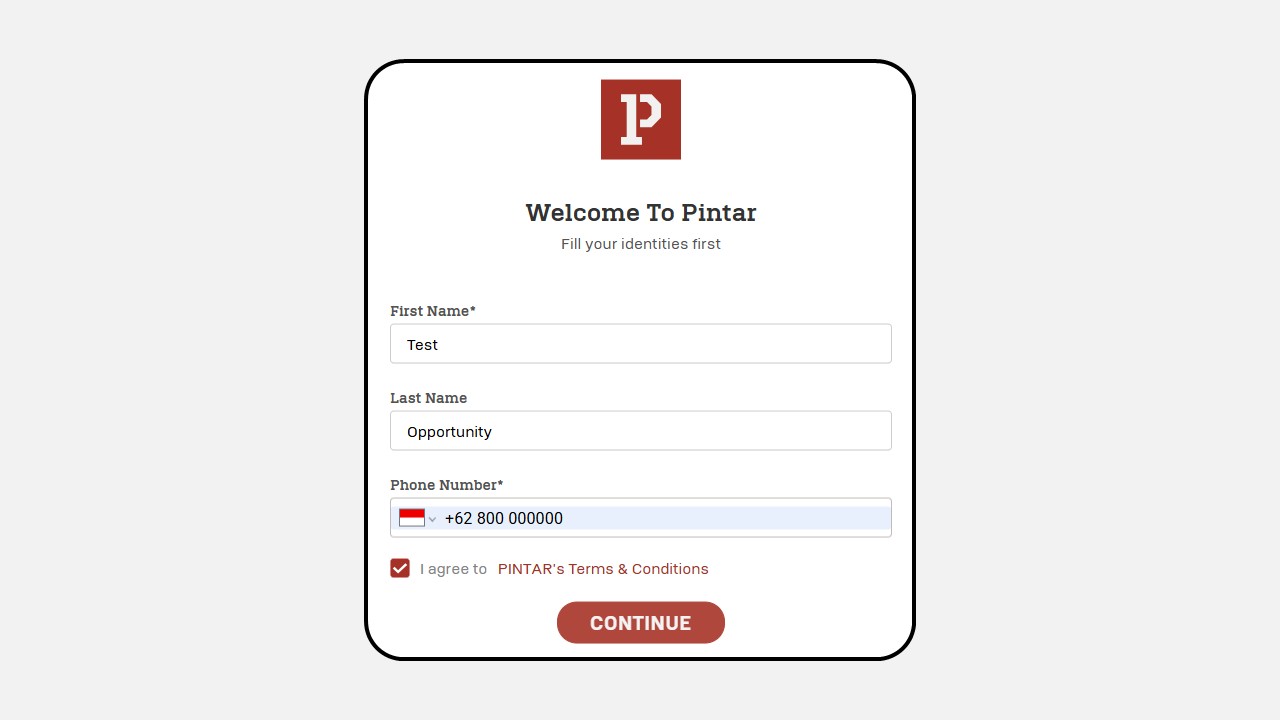 P
Welcome To Pintar
Fill your identities first
First Name*
Test
Last Name
Opportunity
Phone Number*
+62 800 000000
I agree to PINTAR's Terms & Conditions
CONTINUE